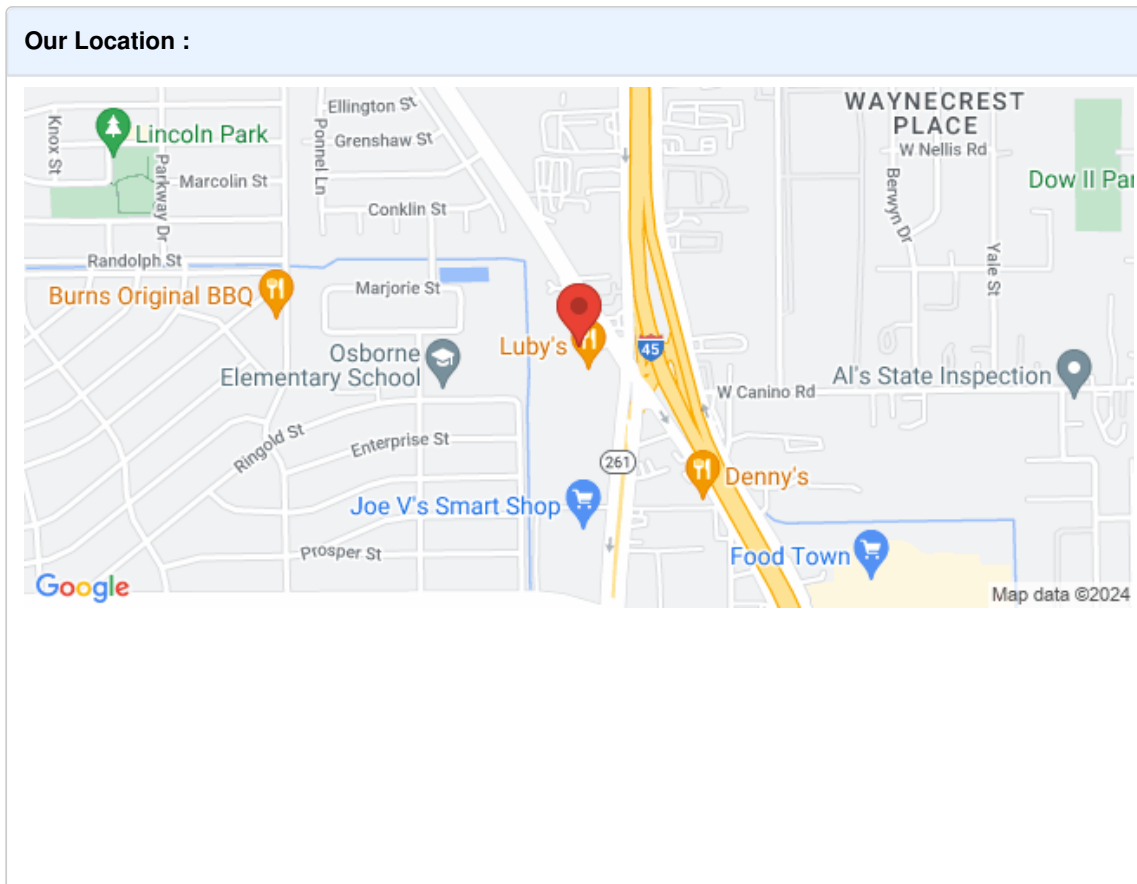 Our Location :
Ellington St
WAYNECREST
PLACE
Knox St
Lincoln Park
Ponnel Ln
Grenshaw St
W Nellis Rd
Parkway Dr
Marcolin St
Berwyn Dr
Dow II Par
Conklin St
Yale St
Randolph St
Burns Original BBQ
Marjorie St
Luby's
45
Osborne
Elementary School
Al's State Inspection
W Canino Rd
Ringold St
Enterprise St
261
Denny's
Joe V's Smart Shop
Prosper St
Food Town
Google
Map data ©2024